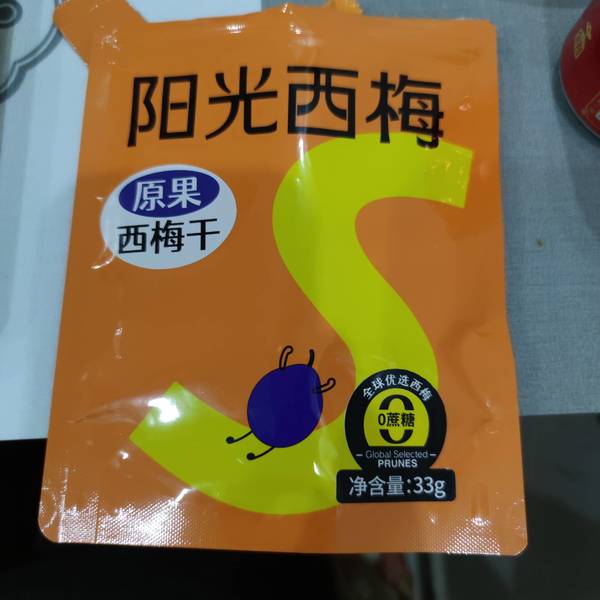 阳光西梅
原果
西梅干
全球优选西梅
0蔗糖
Global Selected
PRUNES
净含量:33g